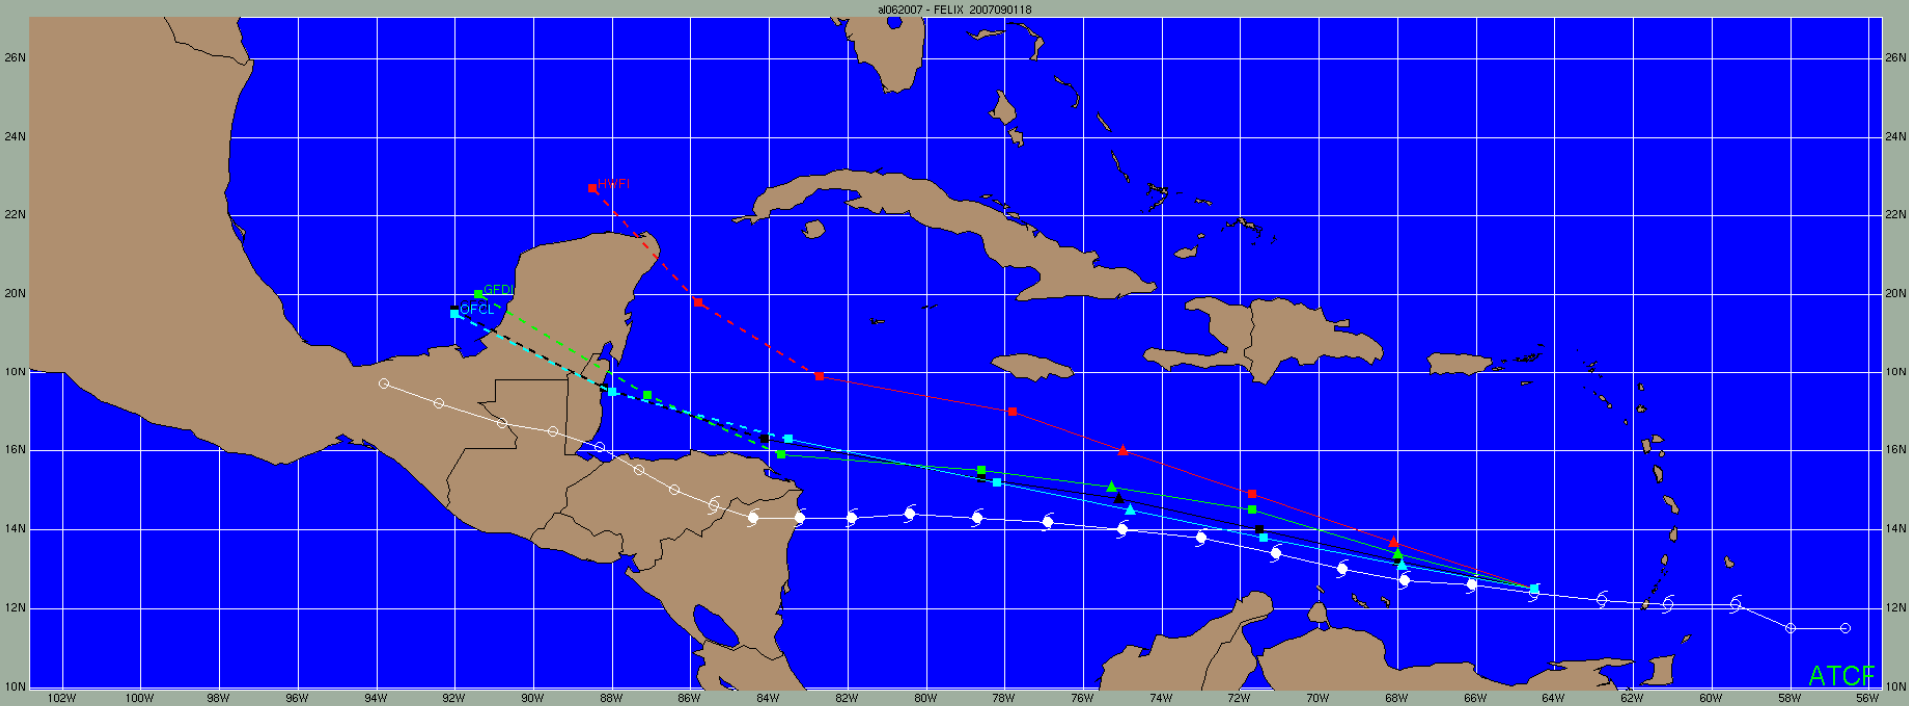 al062007 - FELIX 2007090118
26N 26N
24N 24N
HWFI
22N 22N
20N GFDI 20N
OFCL
18N 18N
16N 16N
14N 14N
12N 12N
ATCF
10N 10N
102W 100W 98W 96W 94W 92W 90W 88W 86W 84W 82W 80W 78W 76W 74W 72W 70W 68W 66W 64W 62W 60W 58W 56W